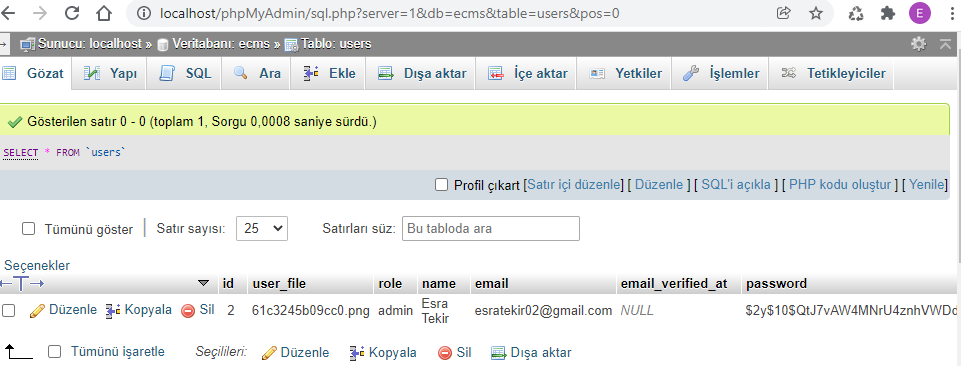 localhost/phpMyAdmin/sql.php?server=1&db=ecms&table=users&pos=0
E
Sunucu: localhost » Veritabanı: ecms » Tablo: users
Gözat Yapı SQL Ara Ekle Dışa aktar İçe aktar Yetkiler İşlemler Tetikleyiciler
Gösterilen satır 0 - 0 (toplam 1, Sorgu 0,0008 saniye sürdü.)
SELECT * FROM `users`
Profil çıkart [Satır içi düzenle] [ Düzenle ] [ SQL'i açıkla ] [ PHP kodu oluştur ] [ Yenile]
Tümünü göster Satır sayısı: 25 Satırları süz: Bu tabloda ara
Seçenekler
id user_file role name email email_verified_at password
Düzenle Kopyala Sil 2 61c3245b09cc0.png admin Esra Tekir esratekir02@gmail.com NULL $2y$10$QtJ7vAW4MNrU4znhVWDd
Tümünü işaretle Seçilileri: Düzenle Kopyala Sil Dışa aktar